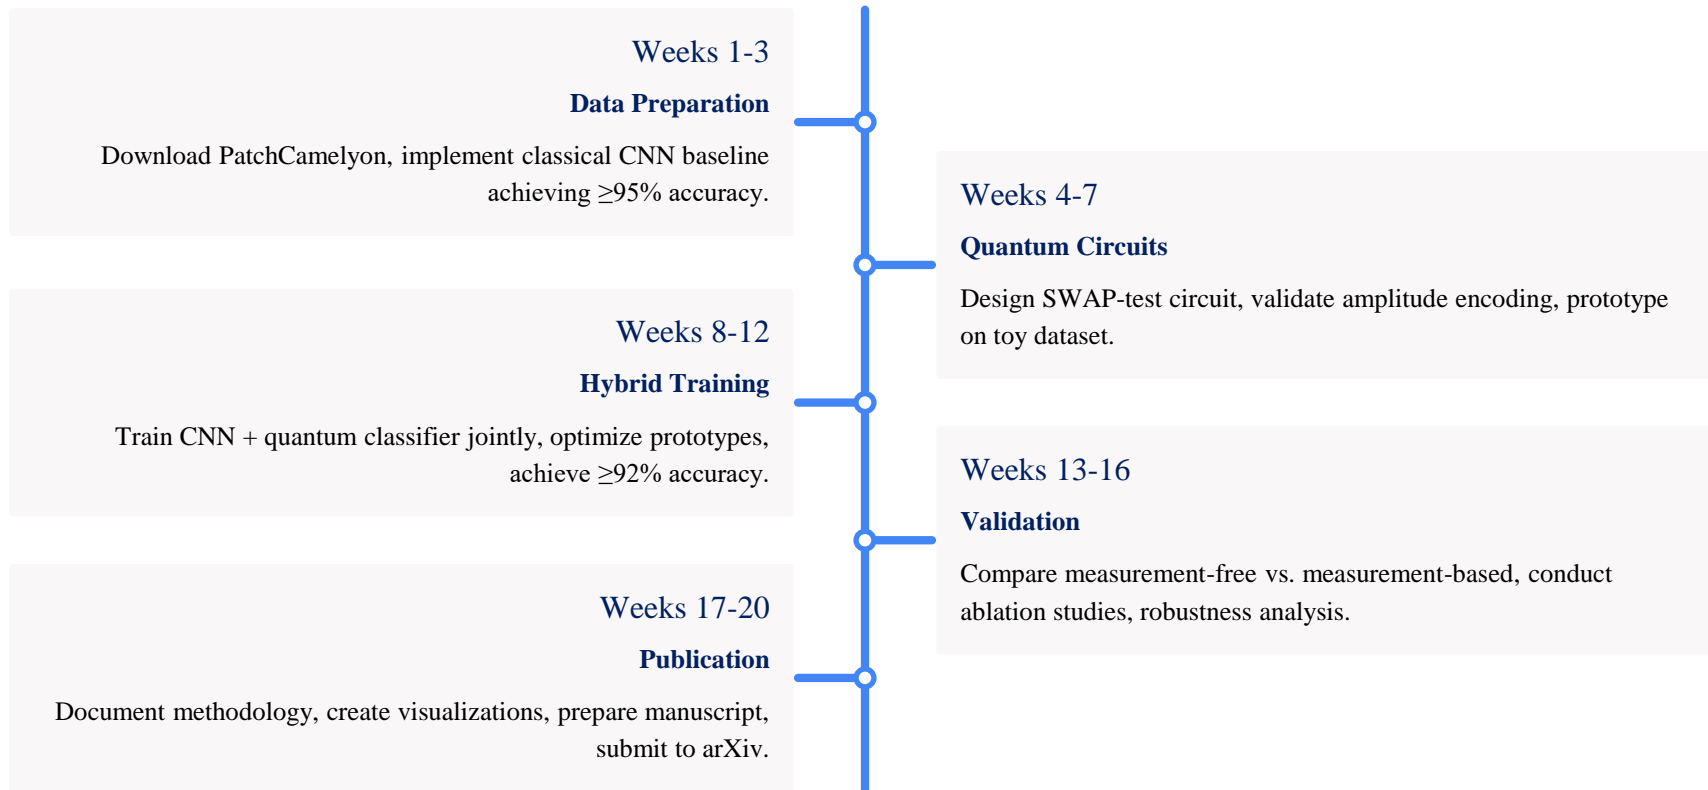 Weeks 1-3
Data Preparation
Download PatchCamelyon, implement classical CNN baseline
achieving ≥95% accuracy.
Weeks 4-7
Quantum Circuits
Design SWAP-test circuit, validate amplitude encoding, prototype
on toy dataset.
Weeks 8-12
Hybrid Training
Train CNN + quantum classifier jointly, optimize prototypes,
achieve ≥92% accuracy.
Weeks 13-16
Validation
Compare measurement-free vs. measurement-based, conduct
ablation studies, robustness analysis.
Weeks 17-20
Publication
Document methodology, create visualizations, prepare manuscript,
submit to arXiv.